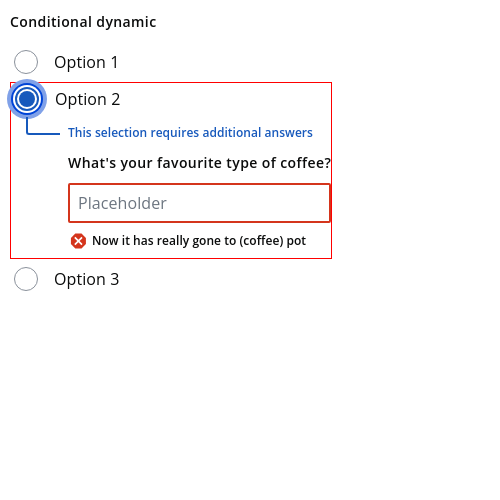 Conditional dynamic
Option 1
Option 2
This selection requires additional answers
What's your favourite type of coffee?
Placeholder
Now it has really gone to (coffee) pot
Option 3